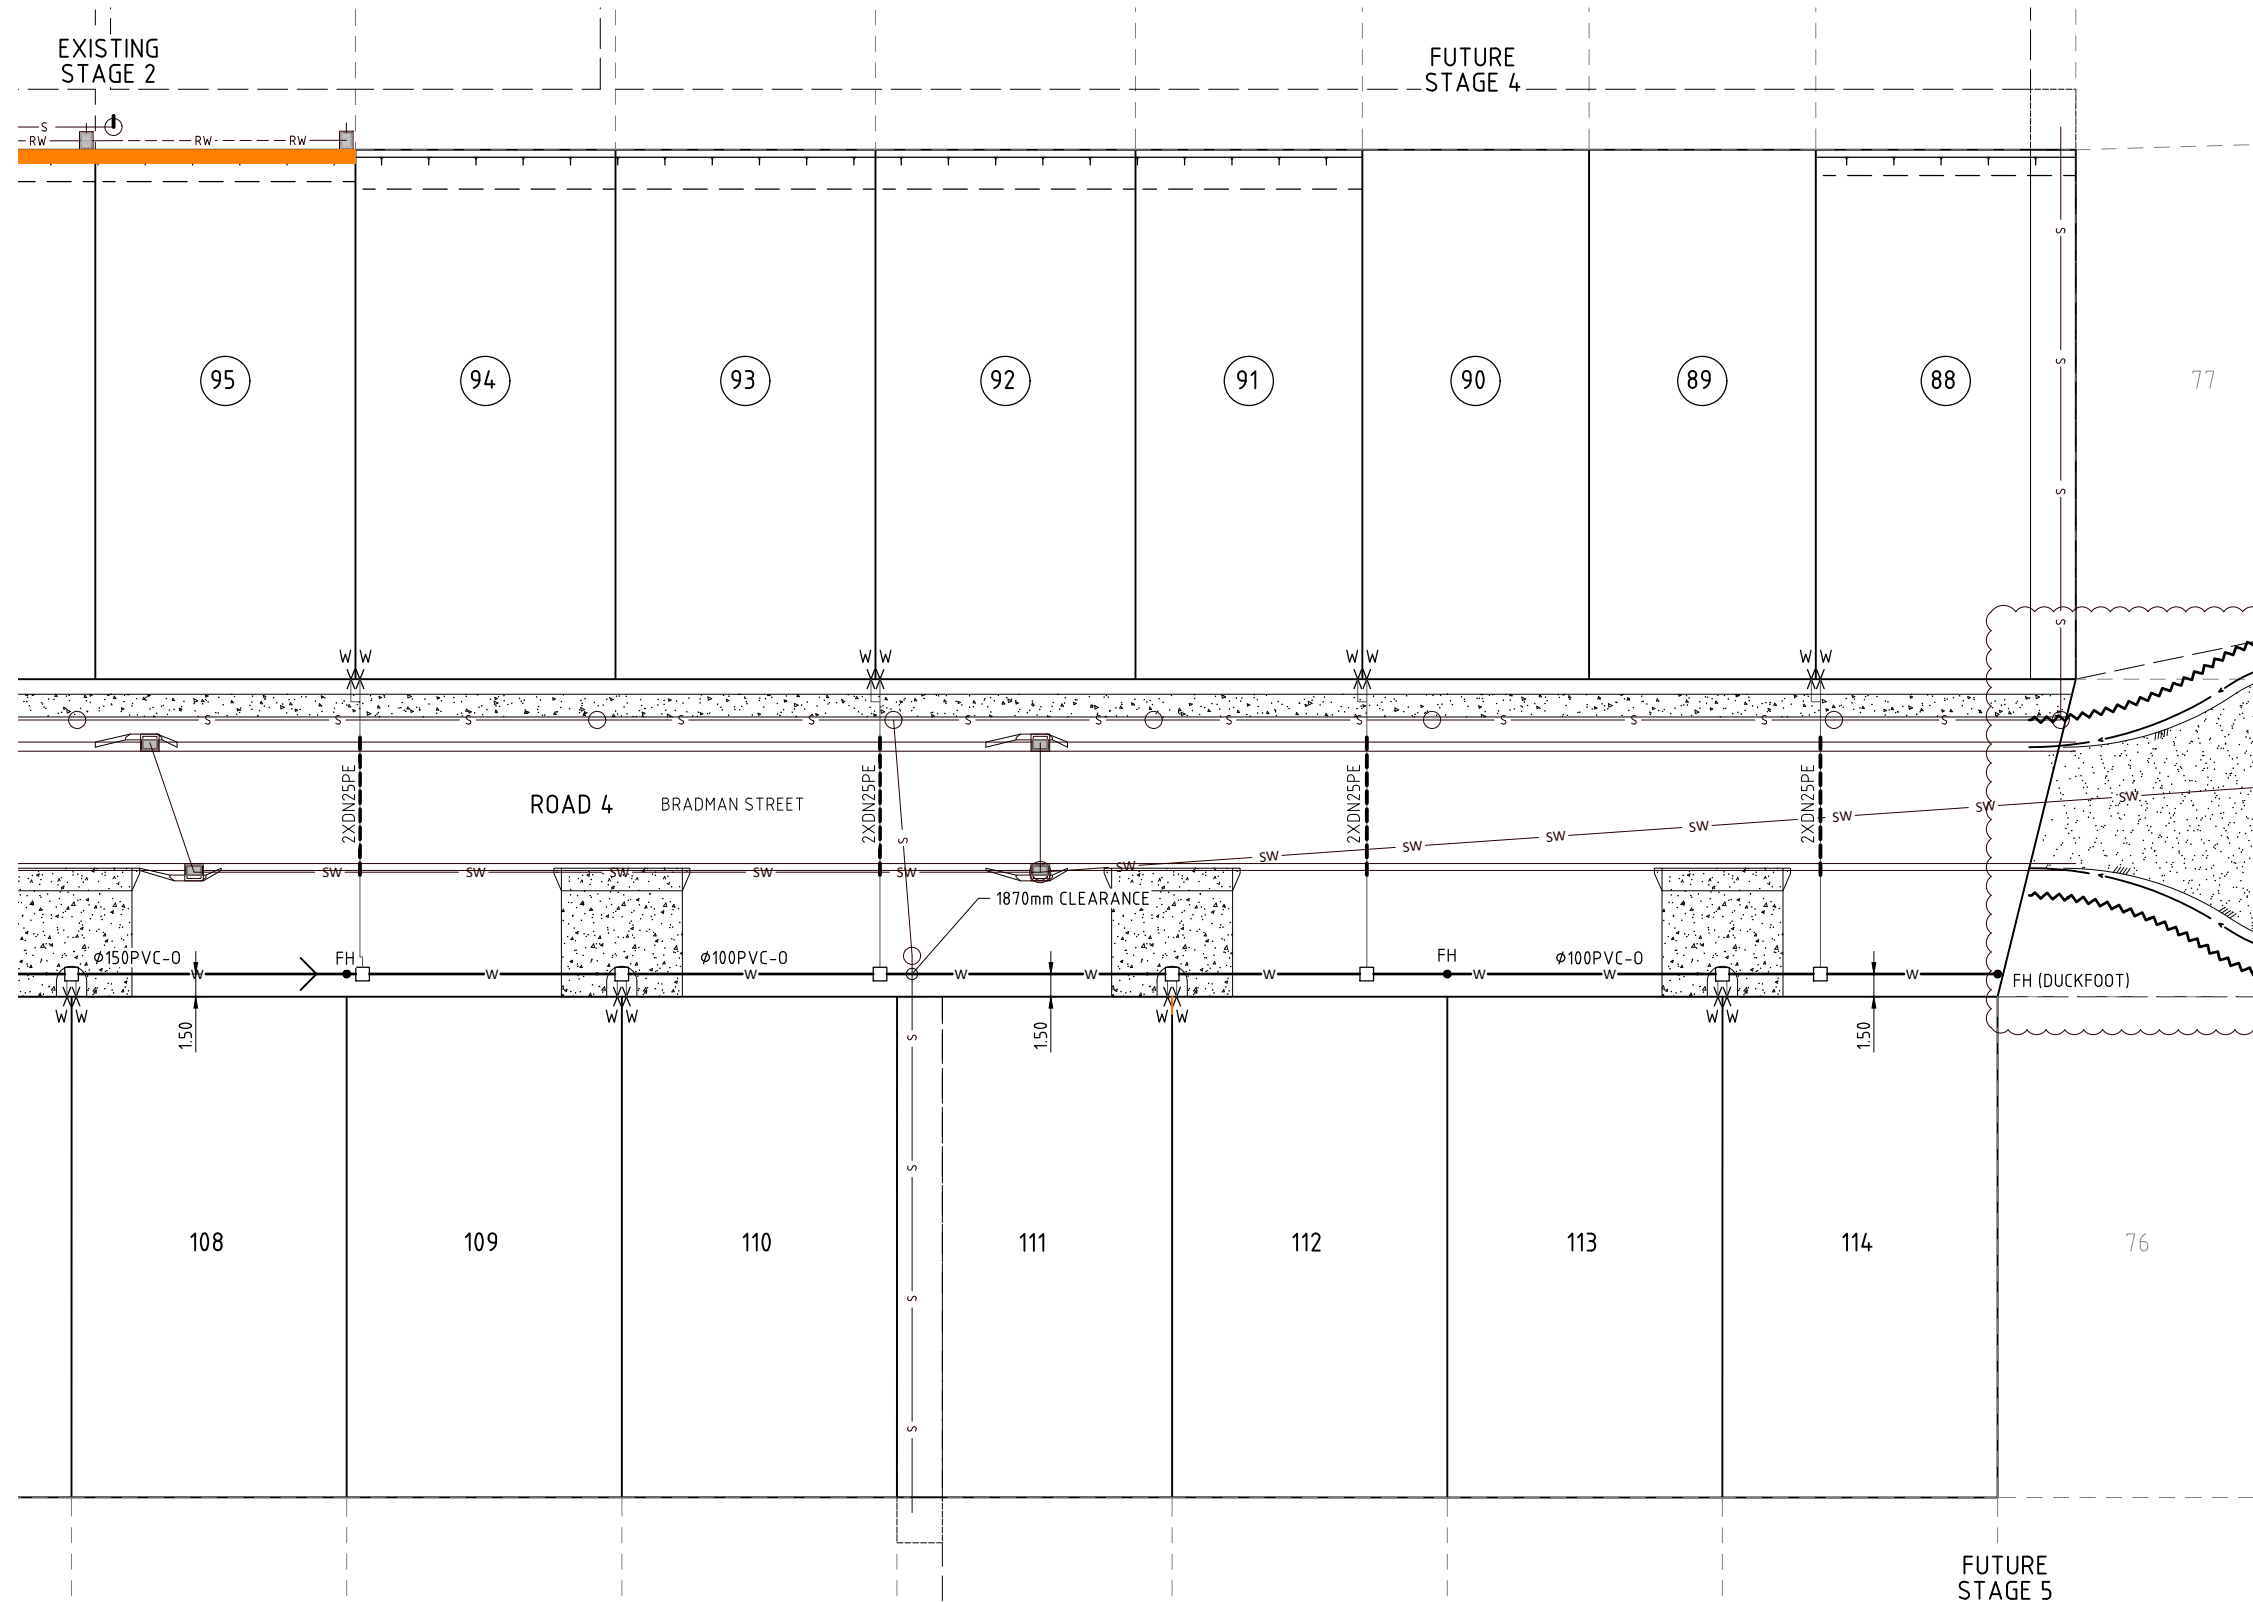 EXISTING
STAGE 2
FUTURE
STAGE 4
S
RW RW RW
S
95 94 93 92 91 90 89 88 77
S
S
S
W W W W W W W W
S S S S S S S S S S S S S S
2XDN25PE 2XDN25PE 2XDN25PE 2XDN25PE
ROAD 4 BRADMAN STREET
S
SW SW SW SW SW SW SW SW
SW SW SW SW SW
1870mm CLEARANCE
Ø150PVC-O FH Ø100PVC-O FH Ø100PVC-O
W W W W W W W W W
FH (DUCKFOOT)
W W W W W W W W
1.50 1.50 1.50
S
S
108 109 110 111 112 113 114 76
S
S
FUTURE
STAGE 5